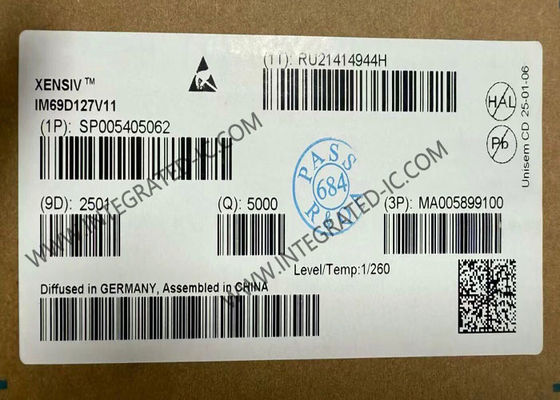 XENSIV™
IM69D127V11
(1T): RU21414944H
(1P): SP005405062
HAL
Pb
Unisem CD 25-01-06
PASS
684
(9D): 2501
(Q): 5000
(3P): MA005899100
Level/Temp:1/260
Diffused in GERMANY, Assembled in CHINA
WWW.INTEGRATED-IC.COM
WWW.INTEGRATED-IC.COM